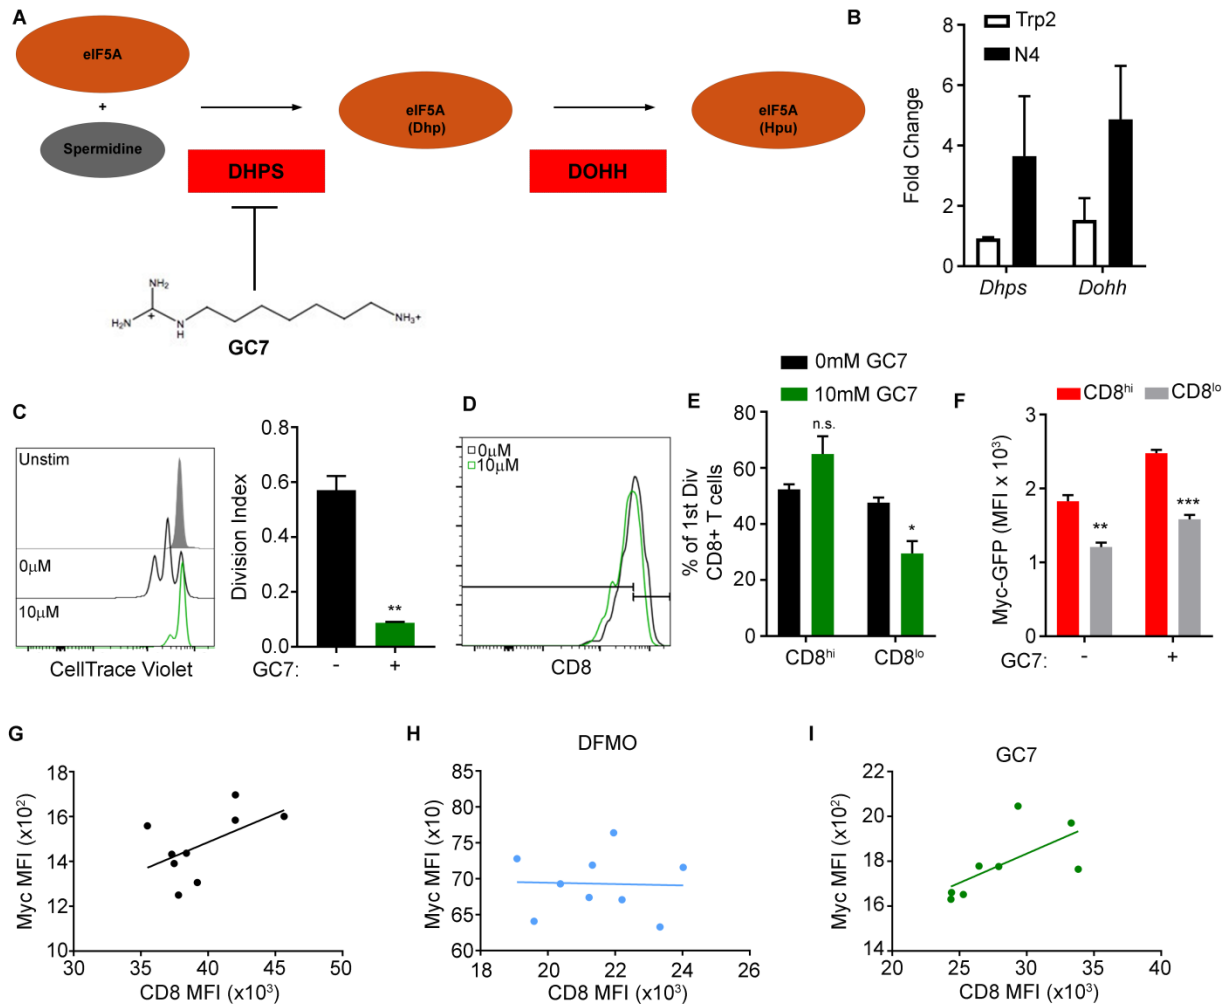 A
eIF5A
+
Spermidine
DHPS
eIF5A
(Dhp)
DOHH
eIF5A
(Hpu)
NH2
H2N
+
N
H
NH3+
GC7
B
Trp2
N4
Fold Change
8
6
4
2
0
Dhps
Dohh
C
Unstim
0µM
10µM
CellTrace Violet
Division Index
0.8
0.6
0.4
0.2
0.0
**
GC7:
-
+
D
0µM
10µM
CD8
E
0mM GC7
10mM GC7
% of 1st Div
CD8+ T cells
80
60
40
20
0
n.s.
*
CD8hi
CD8lo
F
CD8hi
CD8lo
Myc-GFP (MFI x 10³)
3
2
1
0
**
***
GC7:
-
+
G
Myc MFI (x10²)
18
16
14
12
10
30
40
50
CD8 MFI (x10³)
H
DFMO
Myc MFI (x10)
85
80
75
70
65
60
18
20
22
24
26
CD8 MFI (x10³)
I
GC7
Myc MFI (x10²)
22
20
18
16
14
20
25
30
35
40
CD8 MFI (x10³)